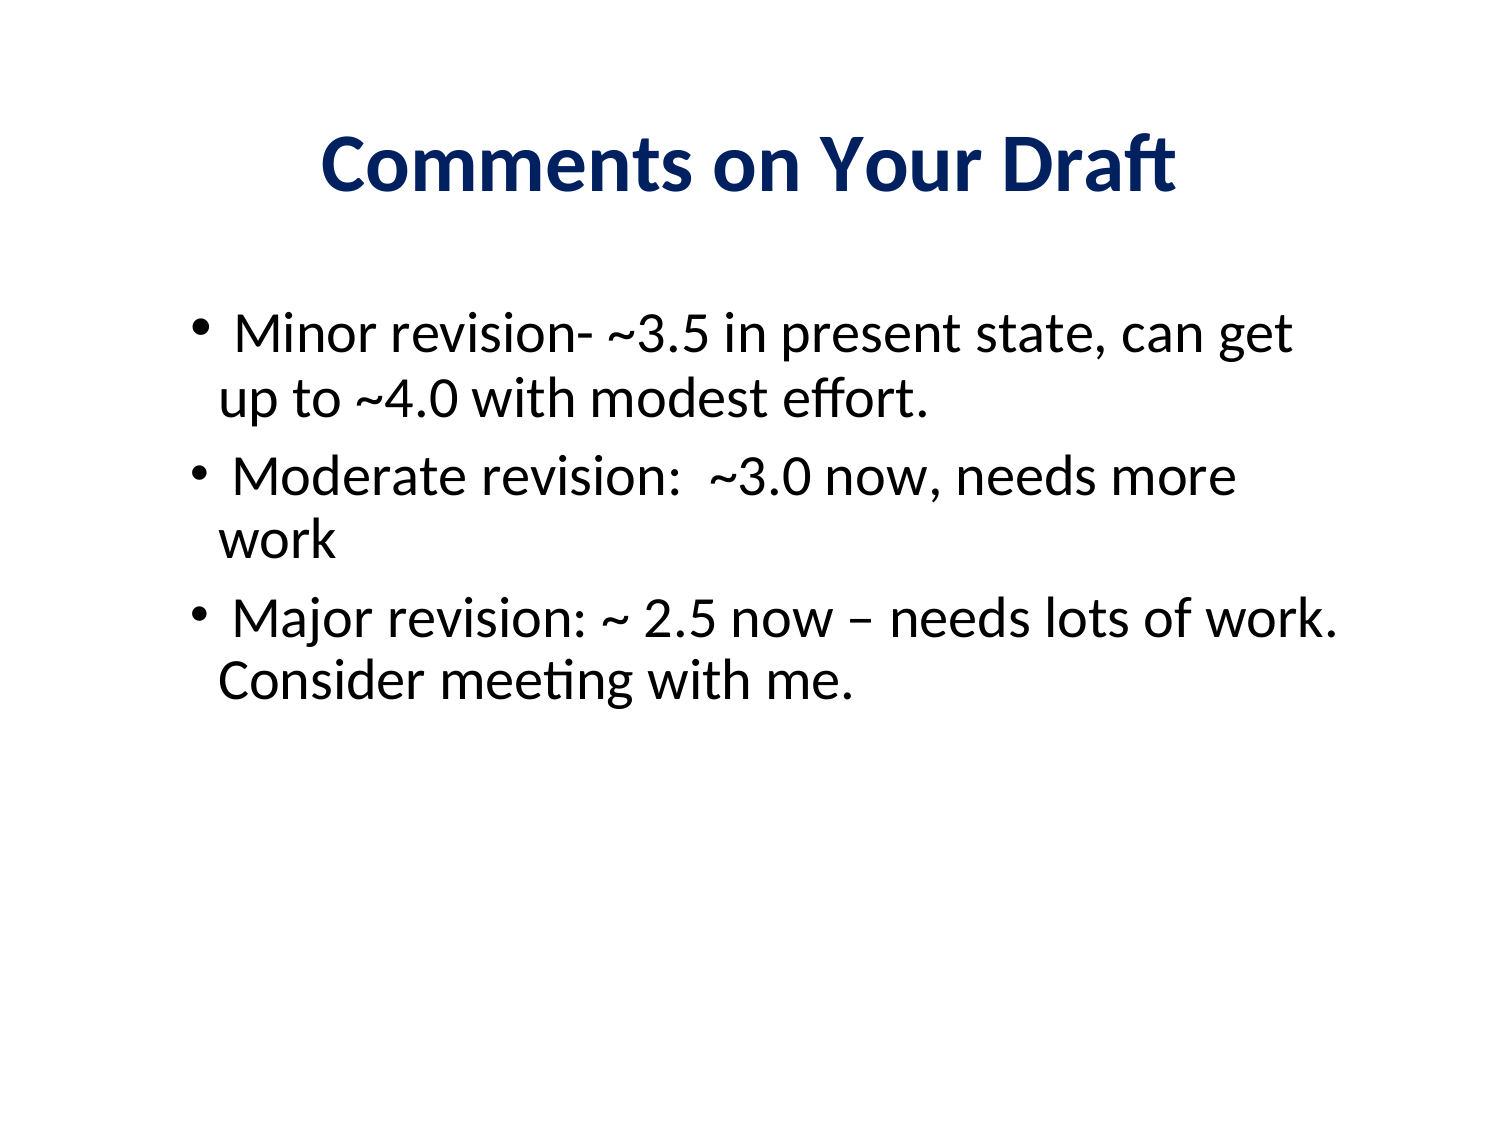 Comments on Your Draft
• Minor revision- ~3.5 in present state, can get
up to ~4.0 with modest effort.
• Moderate revision:  ~3.0 now, needs more
work
• Major revision: ~ 2.5 now – needs lots of work.
Consider meeting with me.